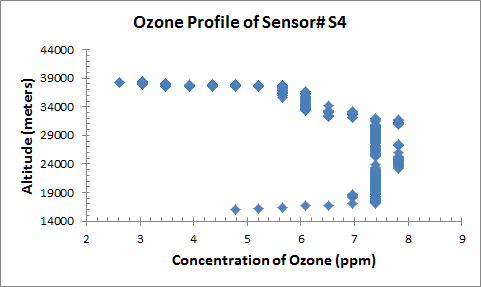 Ozone Profile of Sensor# S4
44000
39000
34000
29000
24000
19000
14000
Altitude (meters)
2 3 4 5 6 7 8 9
Concentration of Ozone (ppm)